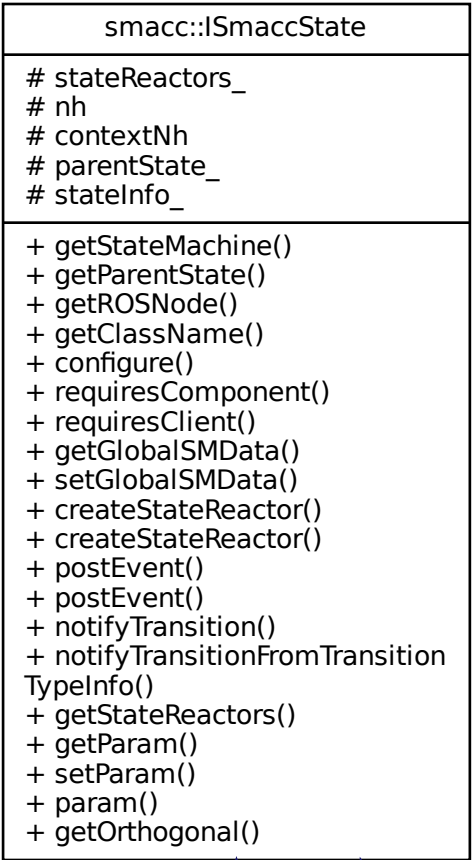 smacc::ISmaccState
# stateReactors_
# nh
# contextNh
# parentState_
# stateInfo_
+ getStateMachine()
+ getParentState()
+ getROSNode()
+ getClassName()
+ configure()
+ requiresComponent()
+ requiresClient()
+ getGlobalSMData()
+ setGlobalSMData()
+ createStateReactor()
+ createStateReactor()
+ postEvent()
+ postEvent()
+ notifyTransition()
+ notifyTransitionFromTransition
TypeInfo()
+ getStateReactors()
+ getParam()
+ setParam()
+ param()
+ getOrthogonal()